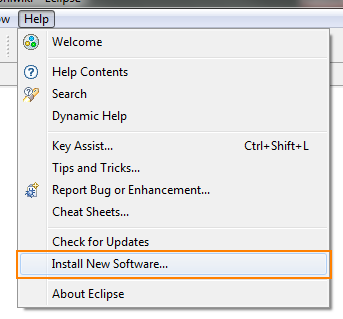 Eclipse
Help
Welcome
Help Contents
Search
Dynamic Help
Key Assist... Ctrl+Shift+L
Tips and Tricks...
Report Bug or Enhancement...
Cheat Sheets...
Check for Updates
Install New Software...
About Eclipse